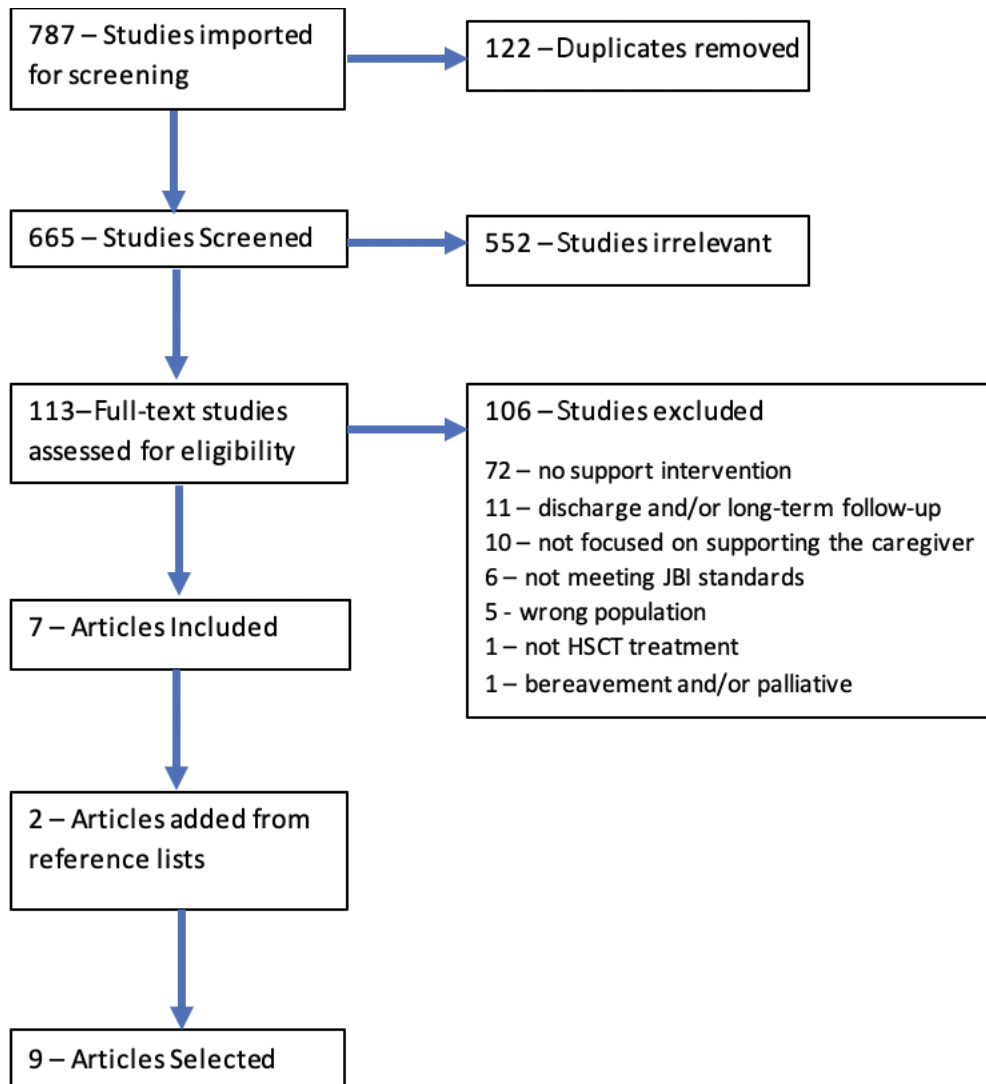 787 – Studies imported
for screening
122 – Duplicates removed
665 – Studies Screened
552 – Studies irrelevant
113–Full-text studies
assessed for eligibility
106 – Studies excluded
72 – no support intervention
11 – discharge and/or long-term follow-up
10 – not focused on supporting the caregiver
6 – not meeting JBI standards
5 - wrong population
1 – not HSCT treatment
1 – bereavement and/or palliative
7 – Articles Included
2 – Articles added from
reference lists
9 – Articles Selected